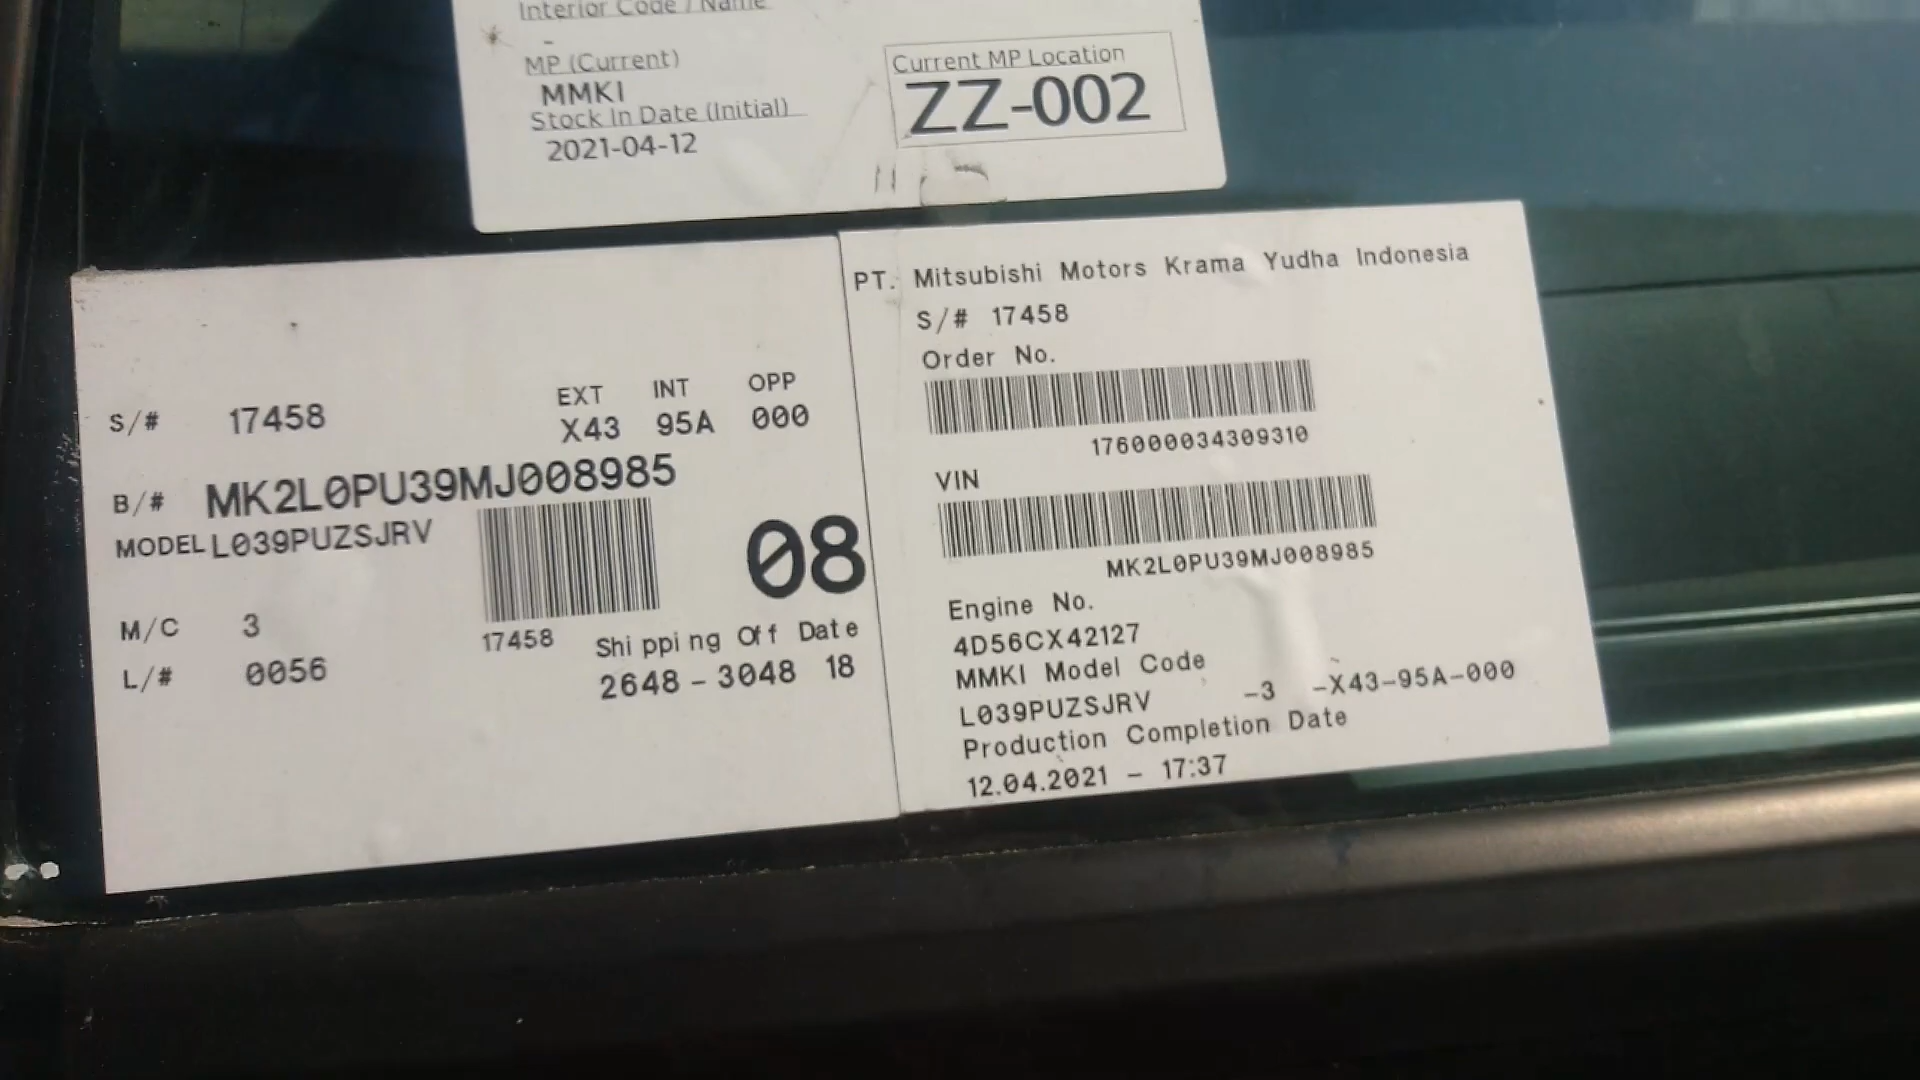 Interior Code / Name
-
MP (Current)
MMKI
Stock In Date (Initial)
2021-04-12
Current MP Location
ZZ-002
S/# 17458
EXT INT OPP
X43 95A 000
B/# MK2L0PU39MJ008985
MODEL L039PUZSJRV
08
M/C 3
17458
L/# 0056
Shipping Off Date
2648-3048 18
PT. Mitsubishi Motors Krama Yudha Indonesia
S/# 17458
Order No.
176000034309310
VIN
MK2L0PU39MJ008985
Engine No.
4D56CX42127
MMKI Model Code
L039PUZSJRV -3 -X43-95A-000
Production Completion Date
12.04.2021 - 17:37